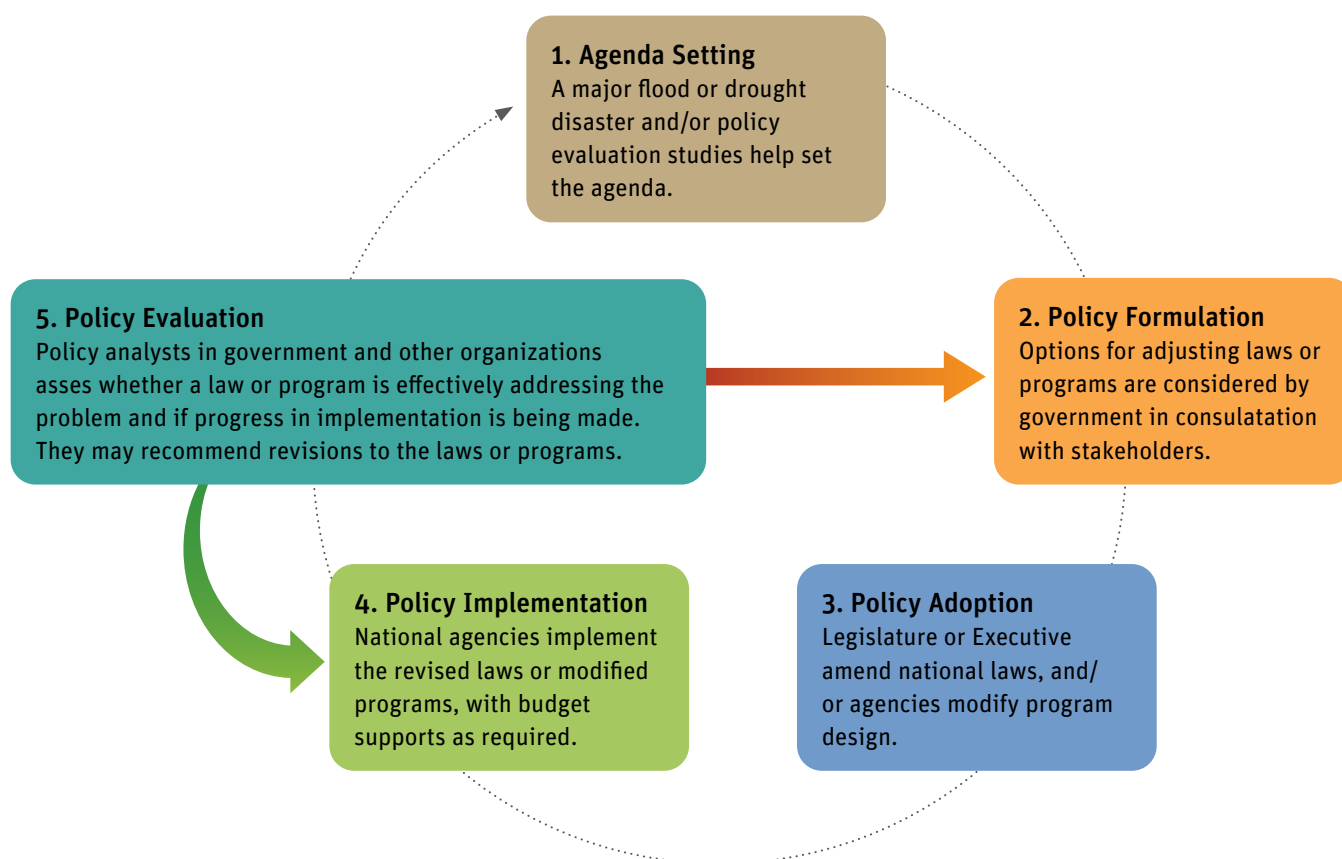 1. Agenda Setting
A major flood or drought
disaster and/or policy
evaluation studies help set
the agenda.
5. Policy Evaluation
Policy analysts in government and other organizations
asses whether a law or program is effectively addressing the
problem and if progress in implementation is being made.
They may recommend revisions to the laws or programs.
2. Policy Formulation
Options for adjusting laws or
programs are considered by
government in consulatation
with stakeholders.
4. Policy Implementation
National agencies implement
the revised laws or modified
programs, with budget
supports as required.
3. Policy Adoption
Legislature or Executive
amend national laws, and/
or agencies modify program
design.